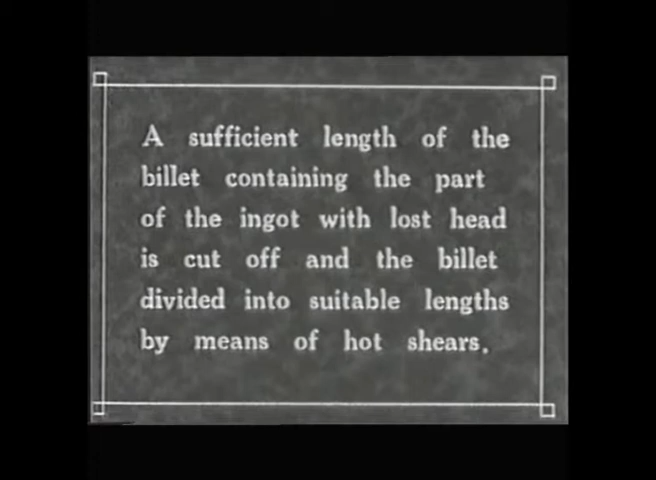 A sufficient length of the
billet containing the part
of the ingot with lost head
is cut off and the billet
divided into suitable lengths
by means of hot shears.